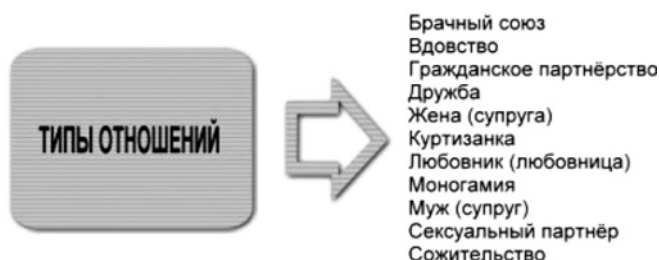 ТИПЫ ОТНОШЕНИЙ
Брачный союз
Вдовство
Гражданское партнёрство
Дружба
Жена (супруга)
Куртизанка
Любовник (любовница)
Моногамия
Муж (супруг)
Сексуальный партнёр
Сожительство